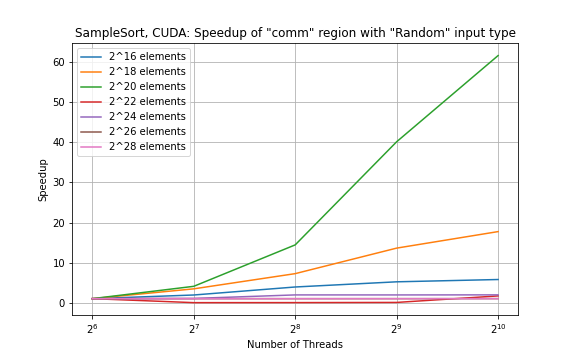 SampleSort, CUDA: Speedup of "comm" region with "Random" input type
2^16 elements
2^18 elements
2^20 elements
2^22 elements
2^24 elements
2^26 elements
2^28 elements
Speedup
60
50
40
30
20
10
0
2^6 2^7 2^8 2^9 2^10
Number of Threads